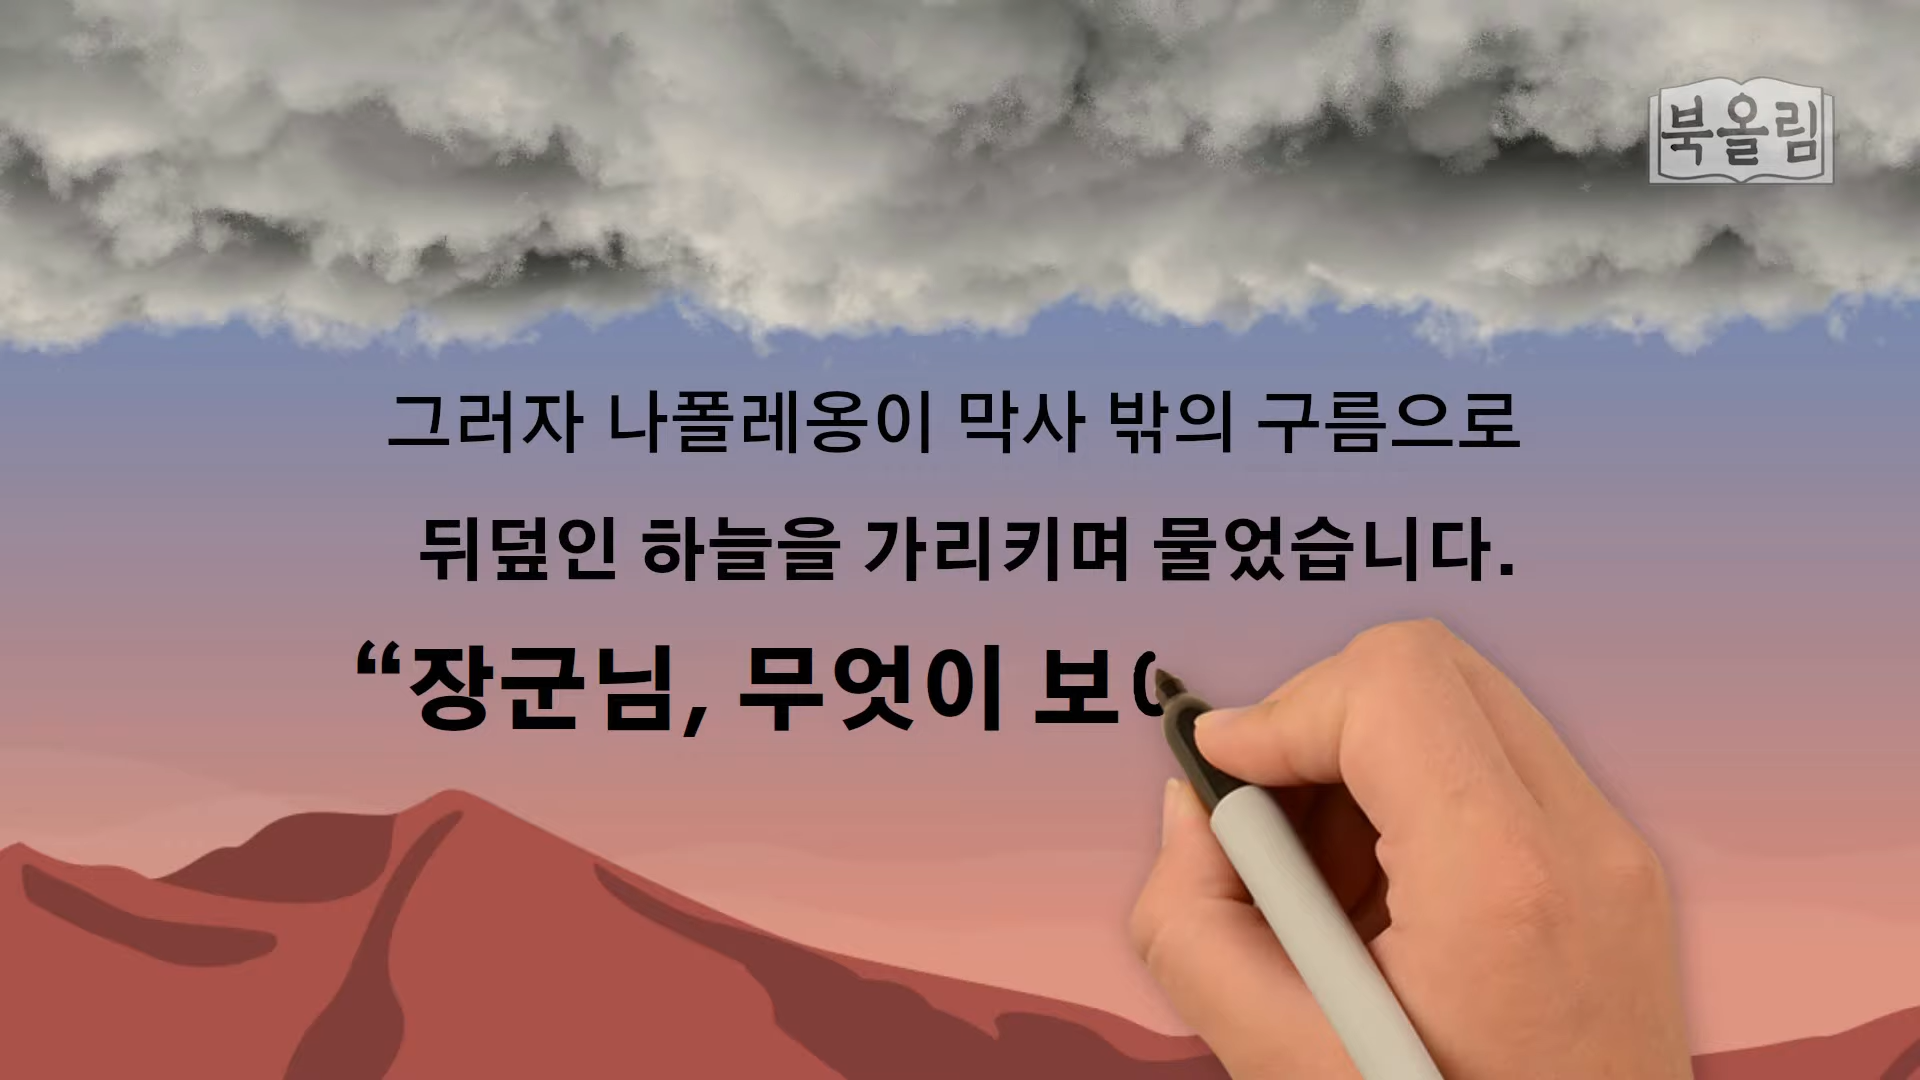 북올림
그러자 나폴레옹이 막사 밖의 구름으로
뒤덮인 하늘을 가리키며 물었습니다.
“장군님, 무엇이